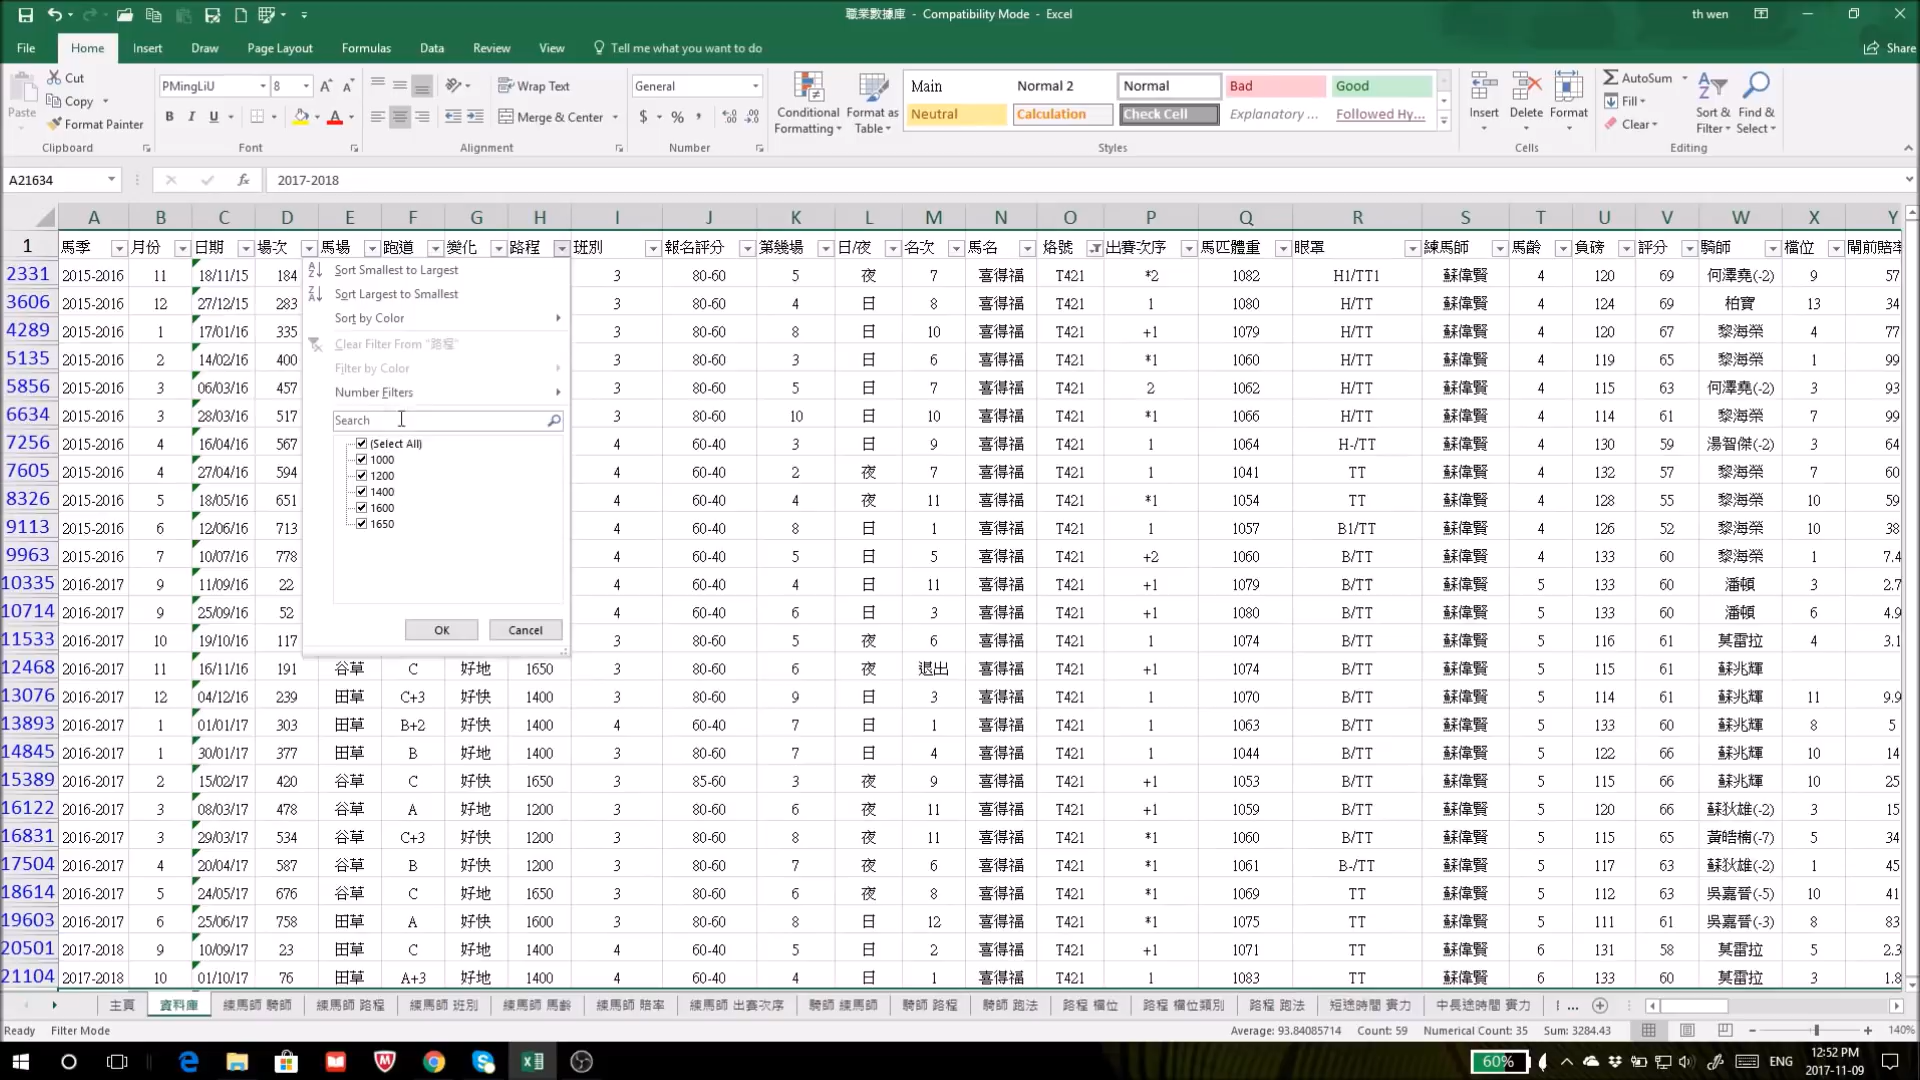 職業數據庫 - Compatibility Mode - Excel
th wen
File Home Insert Draw Page Layout Formulas Data Review View Tell me what you want to do
Share
Paste
Cut
Copy
Format Painter
Clipboard
PMingLiU 8
B I U
Font
Wrap Text
Merge & Center
Alignment
General
$ %
Number
Conditional Formatting
Format as Table
Main Normal 2 Normal Bad Good
Neutral Calculation Check Cell Explanatory ... Followed Hy...
Styles
Insert Delete Format
Cells
AutoSum
Fill
Clear
Sort & Filter
Find & Select
Editing
A21634 fx 2017-2018
A B C D E F G H I J K L M N O P Q R S T U V W X Y
1 馬季 月份 日期 場次 馬場 跑道 變化 路程 班別 報名評分 第幾場 日/夜 名次 馬名 烙號 出賽次序 馬匹體重 眼罩 練馬師 馬齡 負磅 評分 騎師 檔位 開前賠率
2331 2015-2016 11 18/11/15 184 3 80-60 5 夜 7 喜得福 T421 *2 1082 H1/TT1 蘇偉賢 4 120 69 何澤堯(-2) 9 57
3606 2015-2016 12 27/12/15 283 3 80-60 4 日 8 喜得福 T421 1 1080 H/TT 蘇偉賢 4 124 69 柏寶 13 34
4289 2015-2016 1 17/01/16 335 3 80-60 8 日 10 喜得福 T421 +1 1079 H/TT 蘇偉賢 4 120 67 黎海榮 4 77
5135 2015-2016 2 14/02/16 400 3 80-60 3 日 6 喜得福 T421 *1 1060 H/TT 蘇偉賢 4 119 65 黎海榮 1 99
5856 2015-2016 3 06/03/16 457 3 80-60 5 日 7 喜得福 T421 2 1062 H/TT 蘇偉賢 4 115 63 何澤堯(-2) 3 93
6634 2015-2016 3 28/03/16 517 3 80-60 10 日 10 喜得福 T421 *1 1066 H/TT 蘇偉賢 4 114 61 黎海榮 7 99
7256 2015-2016 4 16/04/16 567 4 60-40 3 日 9 喜得福 T421 1 1064 H-/TT 蘇偉賢 4 130 59 湯智傑(-2) 3 64
7605 2015-2016 4 27/04/16 594 4 60-40 2 夜 7 喜得福 T421 1 1041 TT 蘇偉賢 4 132 57 黎海榮 7 60
8326 2015-2016 5 18/05/16 651 4 60-40 4 夜 11 喜得福 T421 *1 1054 TT 蘇偉賢 4 128 55 黎海榮 10 59
9113 2015-2016 6 12/06/16 713 4 60-40 8 日 1 喜得福 T421 1 1057 B1/TT 蘇偉賢 4 126 52 黎海榮 10 38
9963 2015-2016 7 10/07/16 778 4 60-40 5 日 5 喜得福 T421 +2 1060 B/TT 蘇偉賢 4 133 60 黎海榮 1 7.4
10335 2016-2017 9 11/09/16 22 4 60-40 4 日 11 喜得福 T421 +1 1079 B/TT 蘇偉賢 5 133 60 潘頓 3 2.7
10714 2016-2017 9 25/09/16 52 4 60-40 6 日 3 喜得福 T421 +1 1080 B/TT 蘇偉賢 5 133 60 潘頓 6 4.9
11533 2016-2017 10 19/10/16 117 3 80-60 5 夜 6 喜得福 T421 1 1074 B/TT 蘇偉賢 5 116 61 莫雷拉 4 3.1
12468 2016-2017 11 16/11/16 191 谷草 C 好地 1650 3 80-60 6 夜 退出 喜得福 T421 +1 1074 B/TT 蘇偉賢 5 115 61 蘇兆輝
13076 2016-2017 12 04/12/16 239 田草 C+3 好快 1400 3 80-60 9 日 3 喜得福 T421 1 1070 B/TT 蘇偉賢 5 114 61 蘇兆輝 11 9.9
13893 2016-2017 1 01/01/17 303 田草 B+2 好快 1400 4 60-40 7 日 1 喜得福 T421 1 1063 B/TT 蘇偉賢 5 133 60 蘇兆輝 8 5
14845 2016-2017 1 30/01/17 377 田草 B 好地 1400 3 80-60 7 日 4 喜得福 T421 1 1044 B/TT 蘇偉賢 5 122 66 蘇兆輝 10 14
15389 2016-2017 2 15/02/17 420 谷草 C 好快 1650 3 85-60 3 夜 9 喜得福 T421 +1 1053 B/TT 蘇偉賢 5 115 66 蘇兆輝 10 25
16122 2016-2017 3 08/03/17 478 谷草 A 好地 1200 3 80-60 6 夜 11 喜得福 T421 +1 1059 B/TT 蘇偉賢 5 120 66 蘇狄雄(-2) 3 15
16831 2016-2017 3 29/03/17 534 谷草 C+3 好快 1200 3 80-60 8 夜 11 喜得福 T421 *1 1060 B/TT 蘇偉賢 5 115 65 黃皓楠(-7) 5 34
17504 2016-2017 4 20/04/17 587 谷草 B 好快 1200 3 80-60 7 夜 6 喜得福 T421 *1 1061 B-/TT 蘇偉賢 5 117 63 蘇狄雄(-2) 1 45
18614 2016-2017 5 24/05/17 676 谷草 C 好地 1650 3 80-60 6 夜 8 喜得福 T421 *1 1069 TT 蘇偉賢 5 112 63 吳嘉晉(-5) 10 41
19603 2016-2017 6 25/06/17 758 田草 A 好快 1600 3 80-60 8 日 12 喜得福 T421 *1 1075 TT 蘇偉賢 5 111 61 吳嘉晉(-3) 8 83
20501 2017-2018 9 10/09/17 23 田草 C 好地 1400 4 60-40 5 日 2 喜得福 T421 +1 1071 TT 蘇偉賢 6 131 58 莫雷拉 5 2.3
21104 2017-2018 10 01/10/17 76 田草 A+3 好地 1400 4 60-40 4 日 1 喜得福 T421 1 1083 TT 蘇偉賢 6 133 60 莫雷拉 3 1.8
Sort Smallest to Largest
Sort Largest to Smallest
Sort by Color
Clear Filter From "路程"
Filter by Color
Number Filters
Search
(Select All)
1000
1200
1400
1600
1650
OK Cancel
主頁 資料庫 練馬師 騎師 練馬師 路程 練馬師 班別 練馬師 馬齡 練馬師 賠率 練馬師 出賽次序 騎師 練馬師 騎師 路程 騎師 跑法 路程 檔位 路程 檔位類別 路程 跑法 短途時間 實力 中長途時間 實力 ...
Ready Filter Mode Average: 93.84085714 Count: 59 Numerical Count: 35 Sum: 3284.43 140%
60% ENG 12:52 PM
2017-11-09